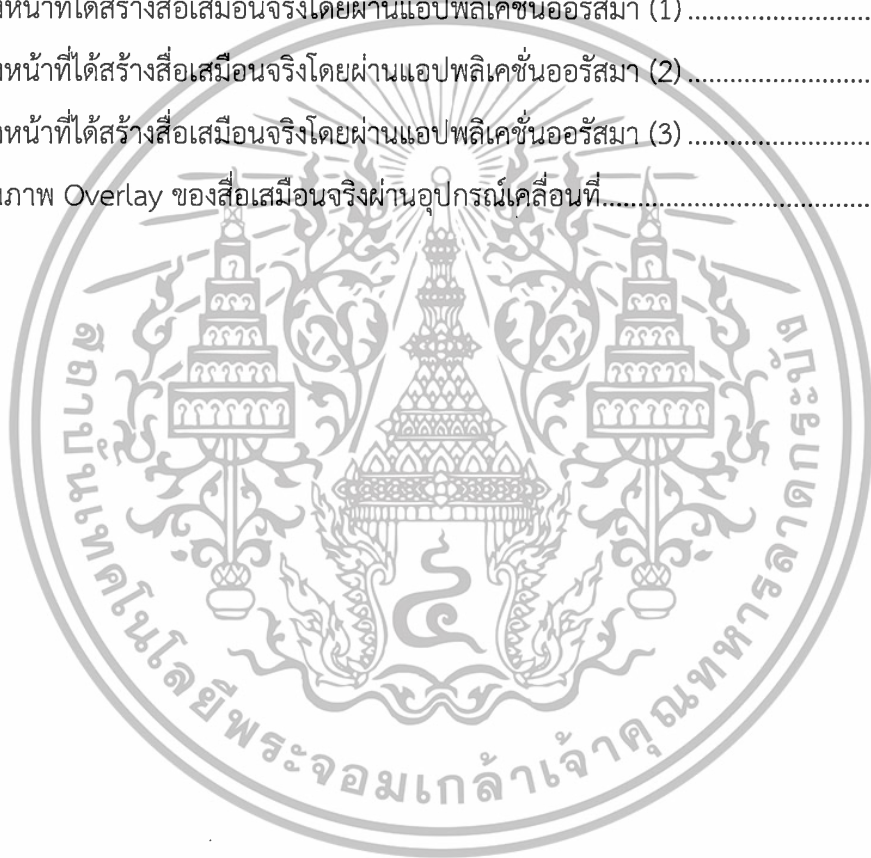 หน้าที่ได้สร้างสื่อเสมือนจริงโดยผ่านแอปพลิเคชั่นออรัสมา (1)
หน้าที่ได้สร้างสื่อเสมือนจริงโดยผ่านแอปพลิเคชั่นออรัสมา (2)
หน้าที่ได้สร้างสื่อเสมือนจริงโดยผ่านแอปพลิเคชั่นออรัสมา (3)
ภาพ Overlay ของสื่อเสมือนจริงผ่านอุปกรณ์เคลื่อนที่
สถาบันเทคโนโลยีพระจอมเกล้าเจ้าคุณทหารลาดกระบัง
๔